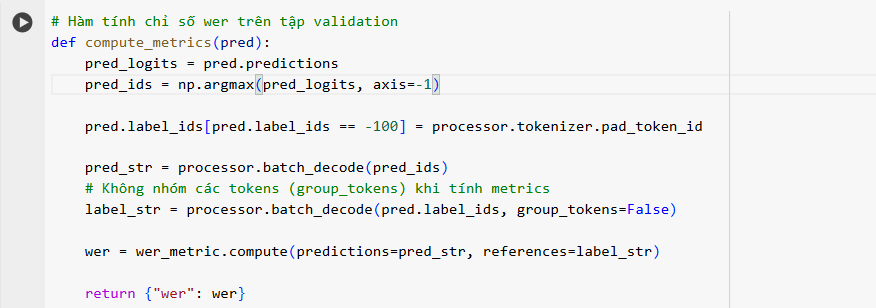 # Hàm tính chỉ số wer trên tập validation
def compute_metrics(pred):
    pred_logits = pred.predictions
    pred_ids = np.argmax(pred_logits, axis=-1)

    pred.label_ids[pred.label_ids == -100] = processor.tokenizer.pad_token_id

    pred_str = processor.batch_decode(pred_ids)
    # Không nhóm các tokens (group_tokens) khi tính metrics
    label_str = processor.batch_decode(pred.label_ids, group_tokens=False)

    wer = wer_metric.compute(predictions=pred_str, references=label_str)

    return {"wer": wer}